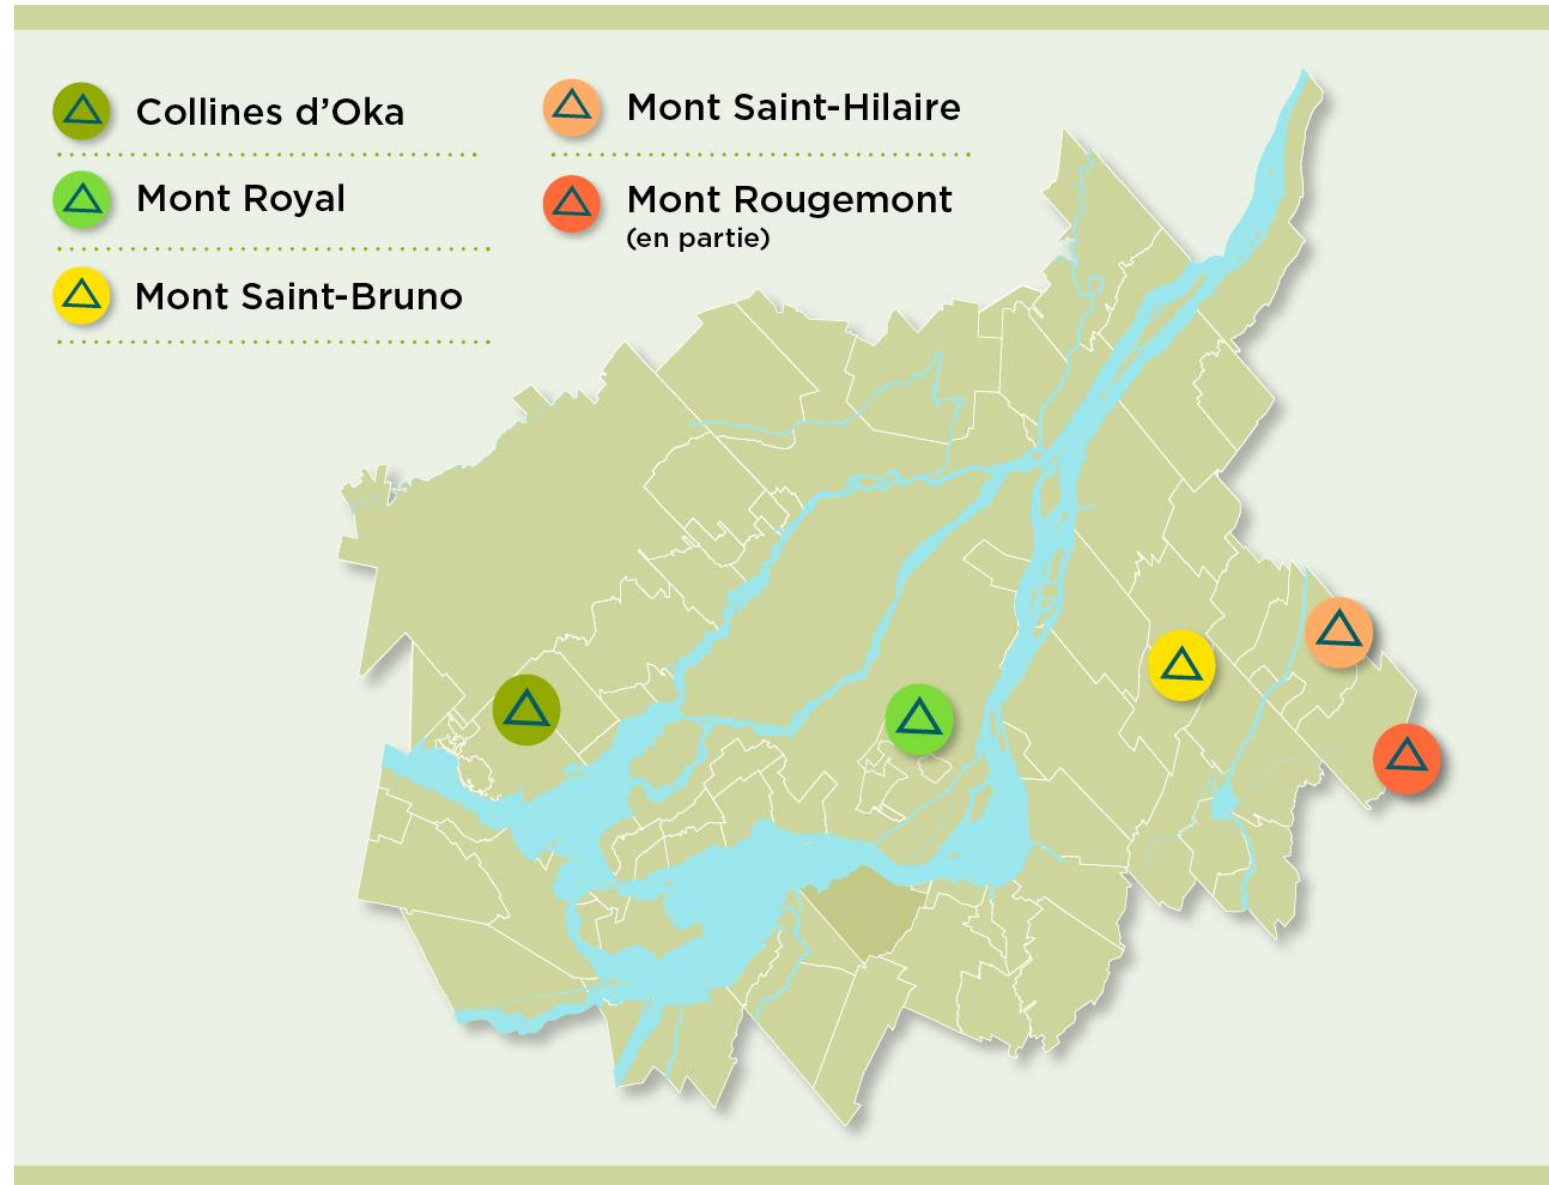 Collines d’Oka
Mont Royal
Mont Saint-Bruno
Mont Saint-Hilaire
Mont Rougemont
(en partie)